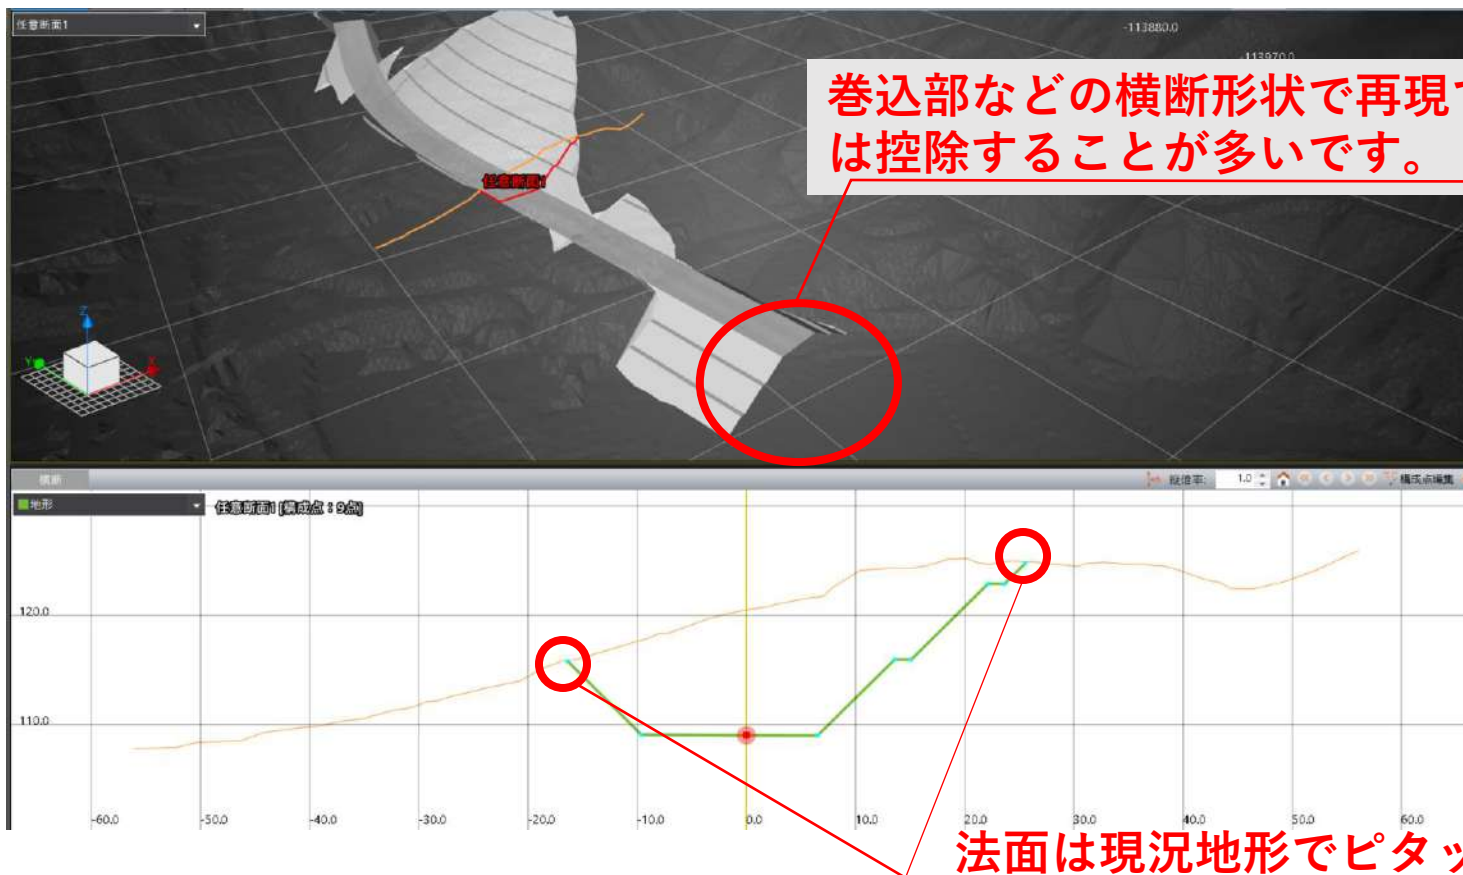 任意断面1
-113880.0
-113970.0
巻込部などの横断形状で再現で
は控除することが多いです。
任意断面1
Z
Y
X
横断
縦倍率:
1.0
構成点編集
地形
任意断面1 [構成点：9点]
120.0
110.0
-60.0
-50.0
-40.0
-30.0
-20.0
-10.0
0.0
10.0
20.0
30.0
40.0
50.0
60.0
法面は現況地形でピタッ